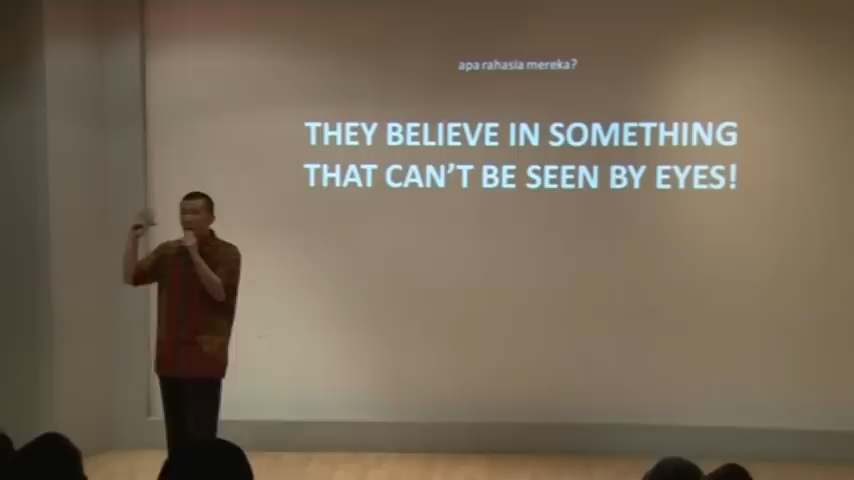 apa rahasia mereka?
THEY BELIEVE IN SOMETHING
THAT CAN'T BE SEEN BY EYES!